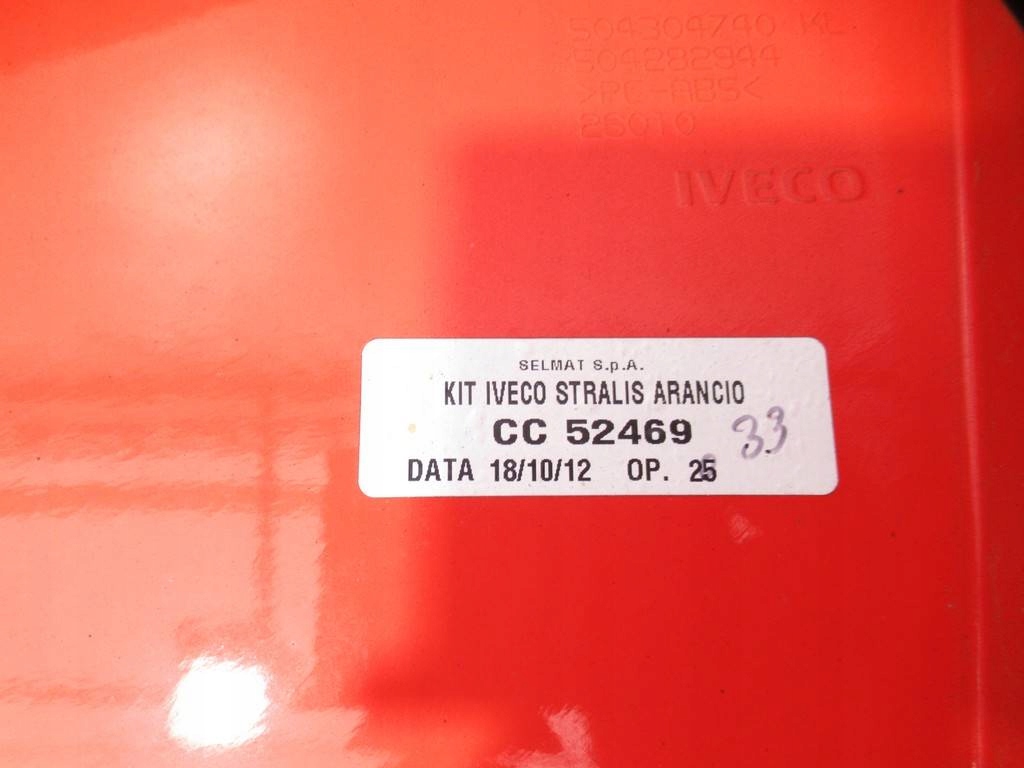 504304740 KL
504282944
>PC-ABS<
IVECO
SELMAT S.p.A.
KIT IVECO STRALIS ARANCIO
CC 52469 33
DATA 18/10/12 OP. 25